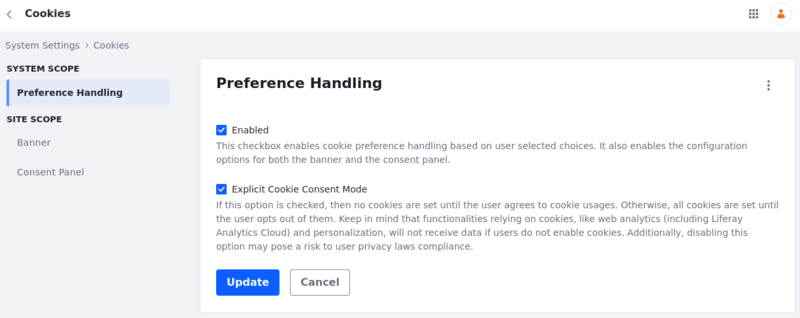 Cookies
System Settings › Cookies
SYSTEM SCOPE
Preference Handling
SITE SCOPE
Banner
Consent Panel
Preference Handling
Enabled
This checkbox enables cookie preference handling based on user selected choices. It also enables the configuration
options for both the banner and the consent panel.
Explicit Cookie Consent Mode
If this option is checked, then no cookies are set until the user agrees to cookie usages. Otherwise, all cookies are set until
the user opts out of them. Keep in mind that functionalities relying on cookies, like web analytics (including Liferay
Analytics Cloud) and personalization, will not receive data if users do not enable cookies. Additionally, disabling this
option may pose a risk to user privacy laws compliance.
Update Cancel